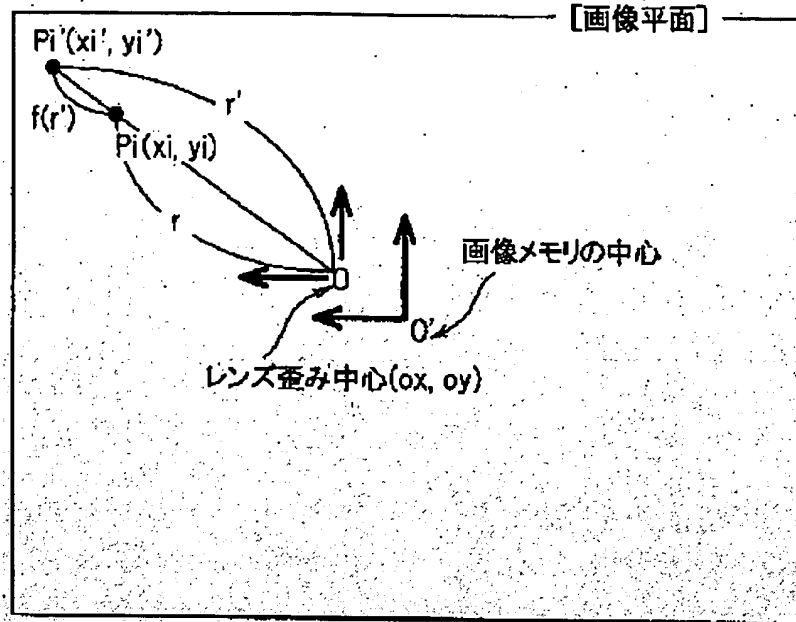 [画像平面]
Pi'(xi', yi')
r'
f(r')
Pi(xi, yi)
r
画像メモリの中心
O
O'
レンズ歪み中心(ox, oy)